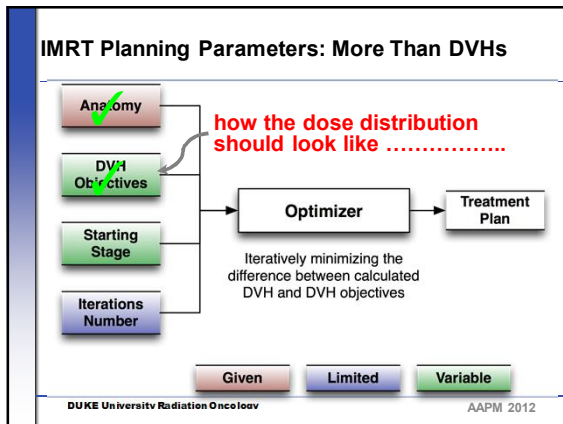 IMRT Planning Parameters: More Than DVHs
Anatomy
how the dose distribution
should look like ……………..
DVH
Objectives
Optimizer
Treatment
Plan
Starting
Stage
Iteratively minimizing the
difference between calculated
DVH and DVH objectives
Iterations
Number
Given
Limited
Variable
DUKE University Radiation Oncology
AAPM 2012